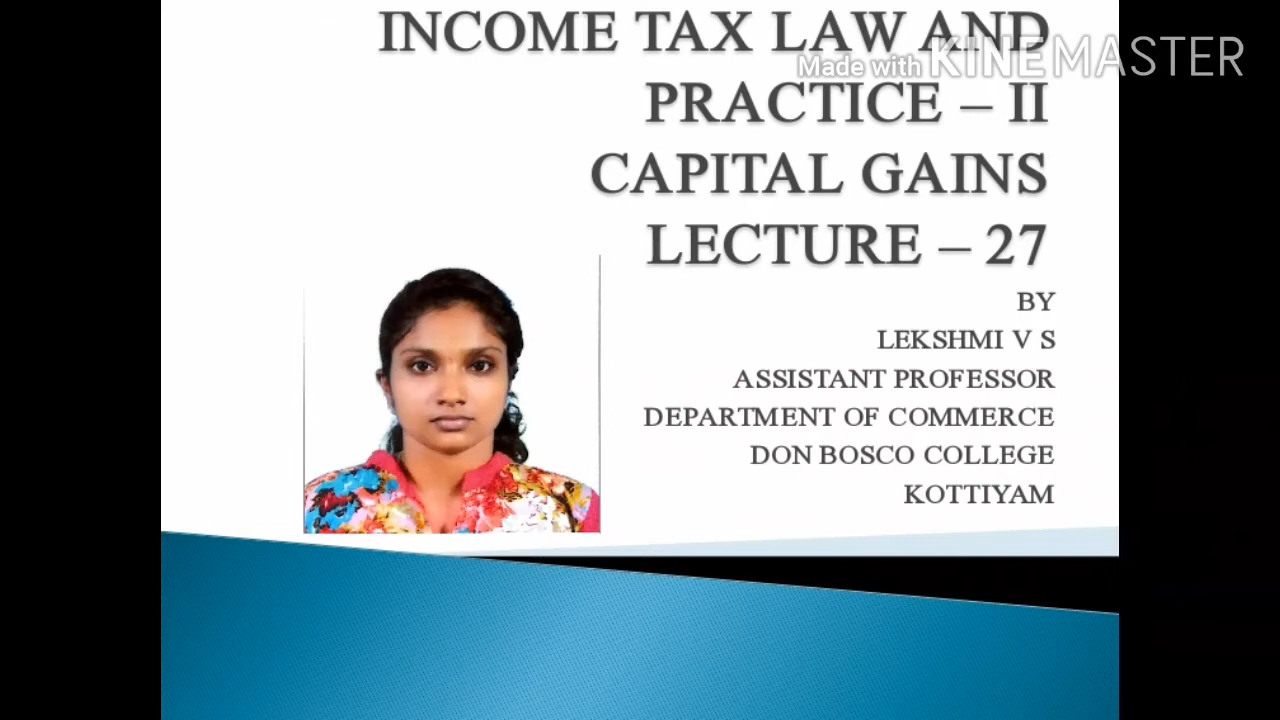 INCOME TAX LAW AND
Made with KINEMASTER
PRACTICE – II
CAPITAL GAINS
LECTURE – 27
BY
LEKSHMI V S
ASSISTANT PROFESSOR
DEPARTMENT OF COMMERCE
DON BOSCO COLLEGE
KOTTIYAM